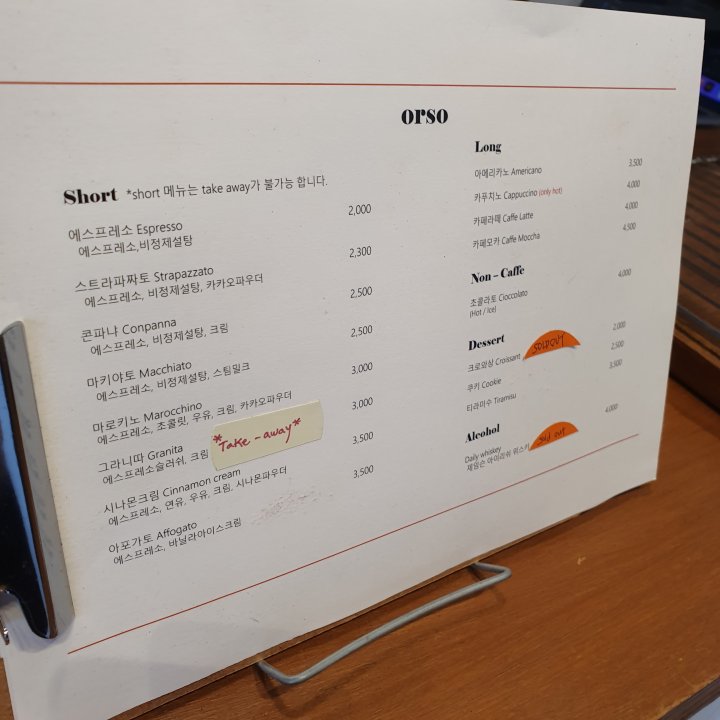 orso
Short *short 메뉴는 take away가 불가능 합니다.
에스프레소 Espresso 2,000
에스프레소,비정제설탕
스트라파짜토 Strapazzato 2,300
에스프레소, 비정제설탕, 카카오파우더
콘파냐 Conpanna 2,500
에스프레소, 비정제설탕, 크림
마키야토 Macchiato 2,500
에스프레소, 비정제설탕, 스팀밀크
마로키노 Marocchino 3,000
에스프레소, 초콜릿, 우유, 크림, 카카오파우더
그라니따 Granita 3,000
에스프레소슬러쉬, 크림
*Take-away*
시나몬크림 Cinnamon cream 3,500
에스프레소, 연유, 우유, 크림, 시나몬파우더
아포가토 Affogato 3,500
에스프레소, 바닐라아이스크림
Long
아메리카노 Americano 3,500
카푸치노 Cappuccino (only hot) 4,000
카페라떼 Caffe Latte 4,000
카페모카 Caffe Moccha 4,500
Non - Caffe
초콜라토 Cioccolato 4,000
(Hot / Ice)
Dessert
크로와상 Croissant SOLD OUT 2,000
쿠키 Cookie 2,500
티라미수 Tiramisu 3,500
Alcohol
Daily whiskey sold out 4,000
제임슨 아이리쉬 위스키